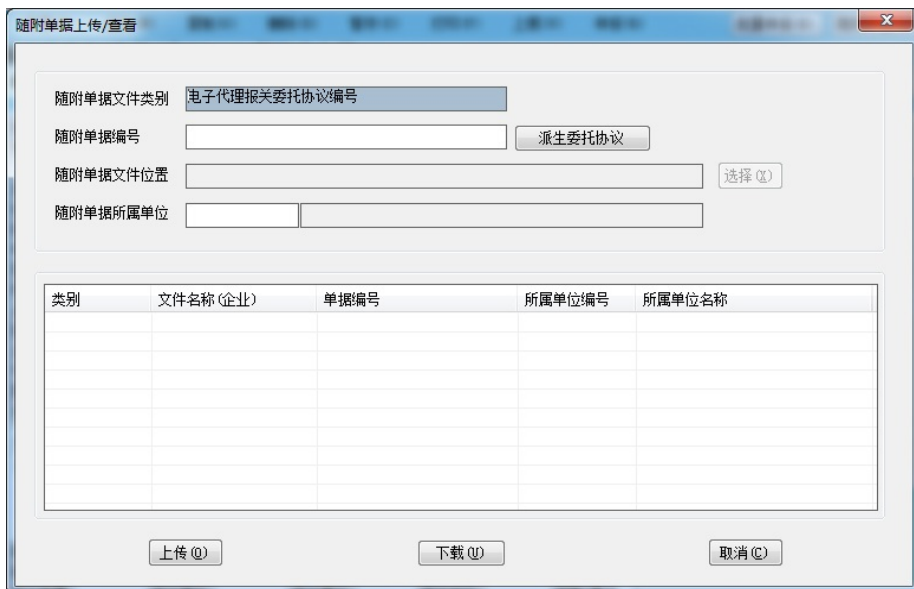 随附单据上传/查看
随附单据文件类别 电子代理报关委托协议编号
随附单据编号 派生委托协议
随附单据文件位置 选择(X)
随附单据所属单位
类别 文件名称(企业) 单据编号 所属单位编号 所属单位名称
上传(O) 下载(U) 取消(C)